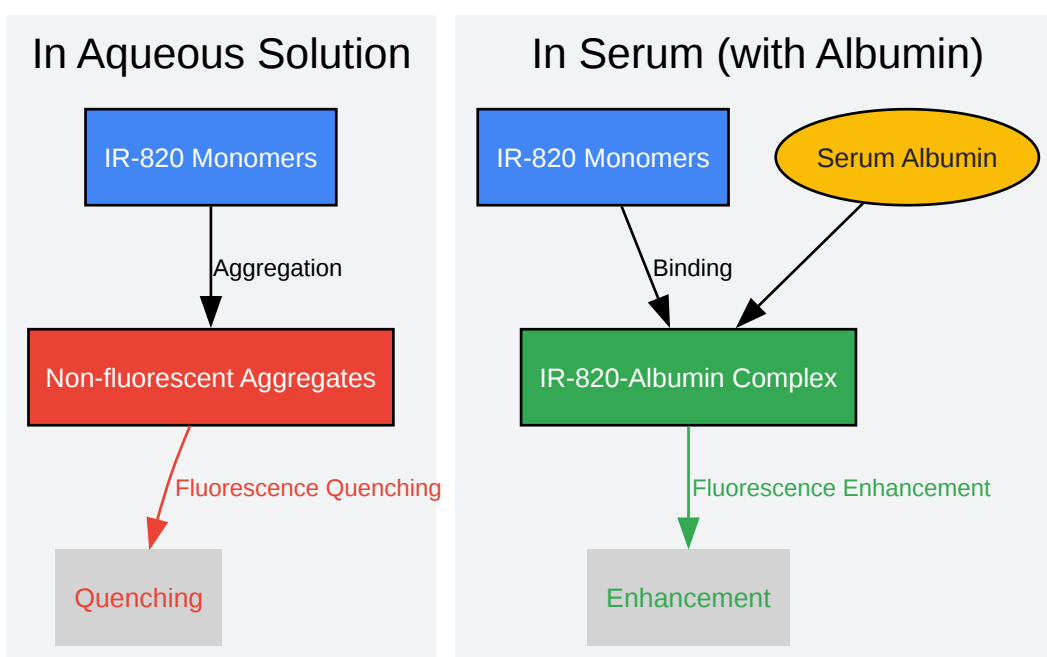 In Aqueous Solution
IR-820 Monomers
Aggregation
Non-fluorescent Aggregates
Fluorescence Quenching
Quenching
In Serum (with Albumin)
IR-820 Monomers
Serum Albumin
Binding
IR-820-Albumin Complex
Fluorescence Enhancement
Enhancement